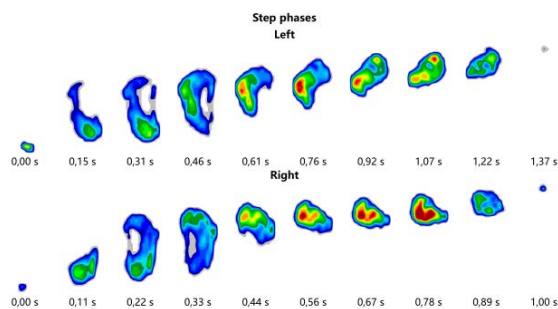 Step phases
Left
0,00 s 0,15 s 0,31 s 0,46 s 0,61 s 0,76 s 0,92 s 1,07 s 1,22 s 1,37 s
Right
0,00 s 0,11 s 0,22 s 0,33 s 0,44 s 0,56 s 0,67 s 0,78 s 0,89 s 1,00 s